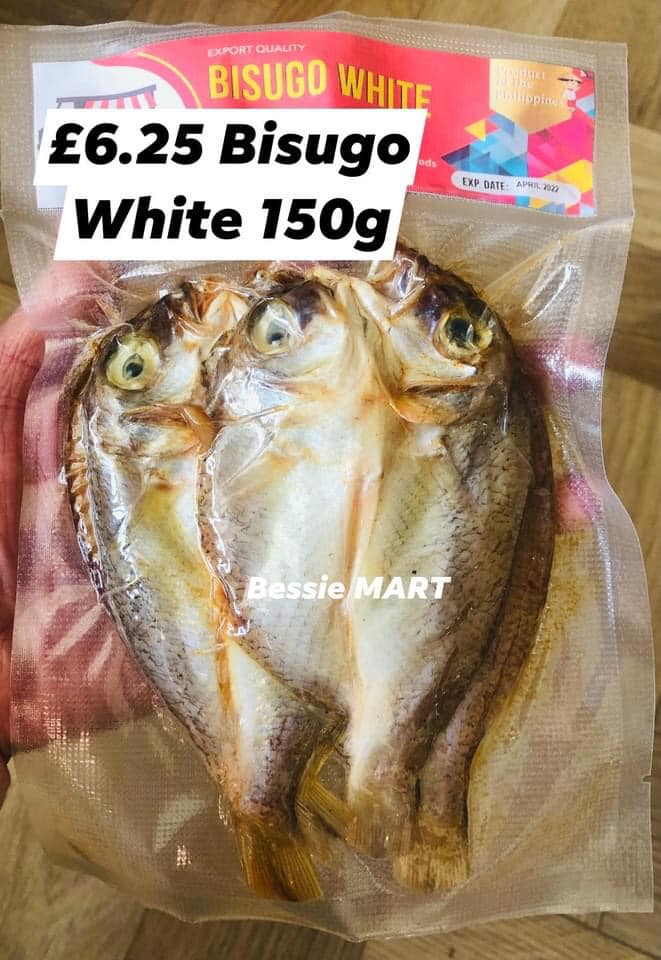 EXPORT QUALITY
BISUGO WHITE
Product
of the
Philippines
£6.25 Bisugo
White 150g
ods
EXP. DATE: APRIL 2022
Bessie MART